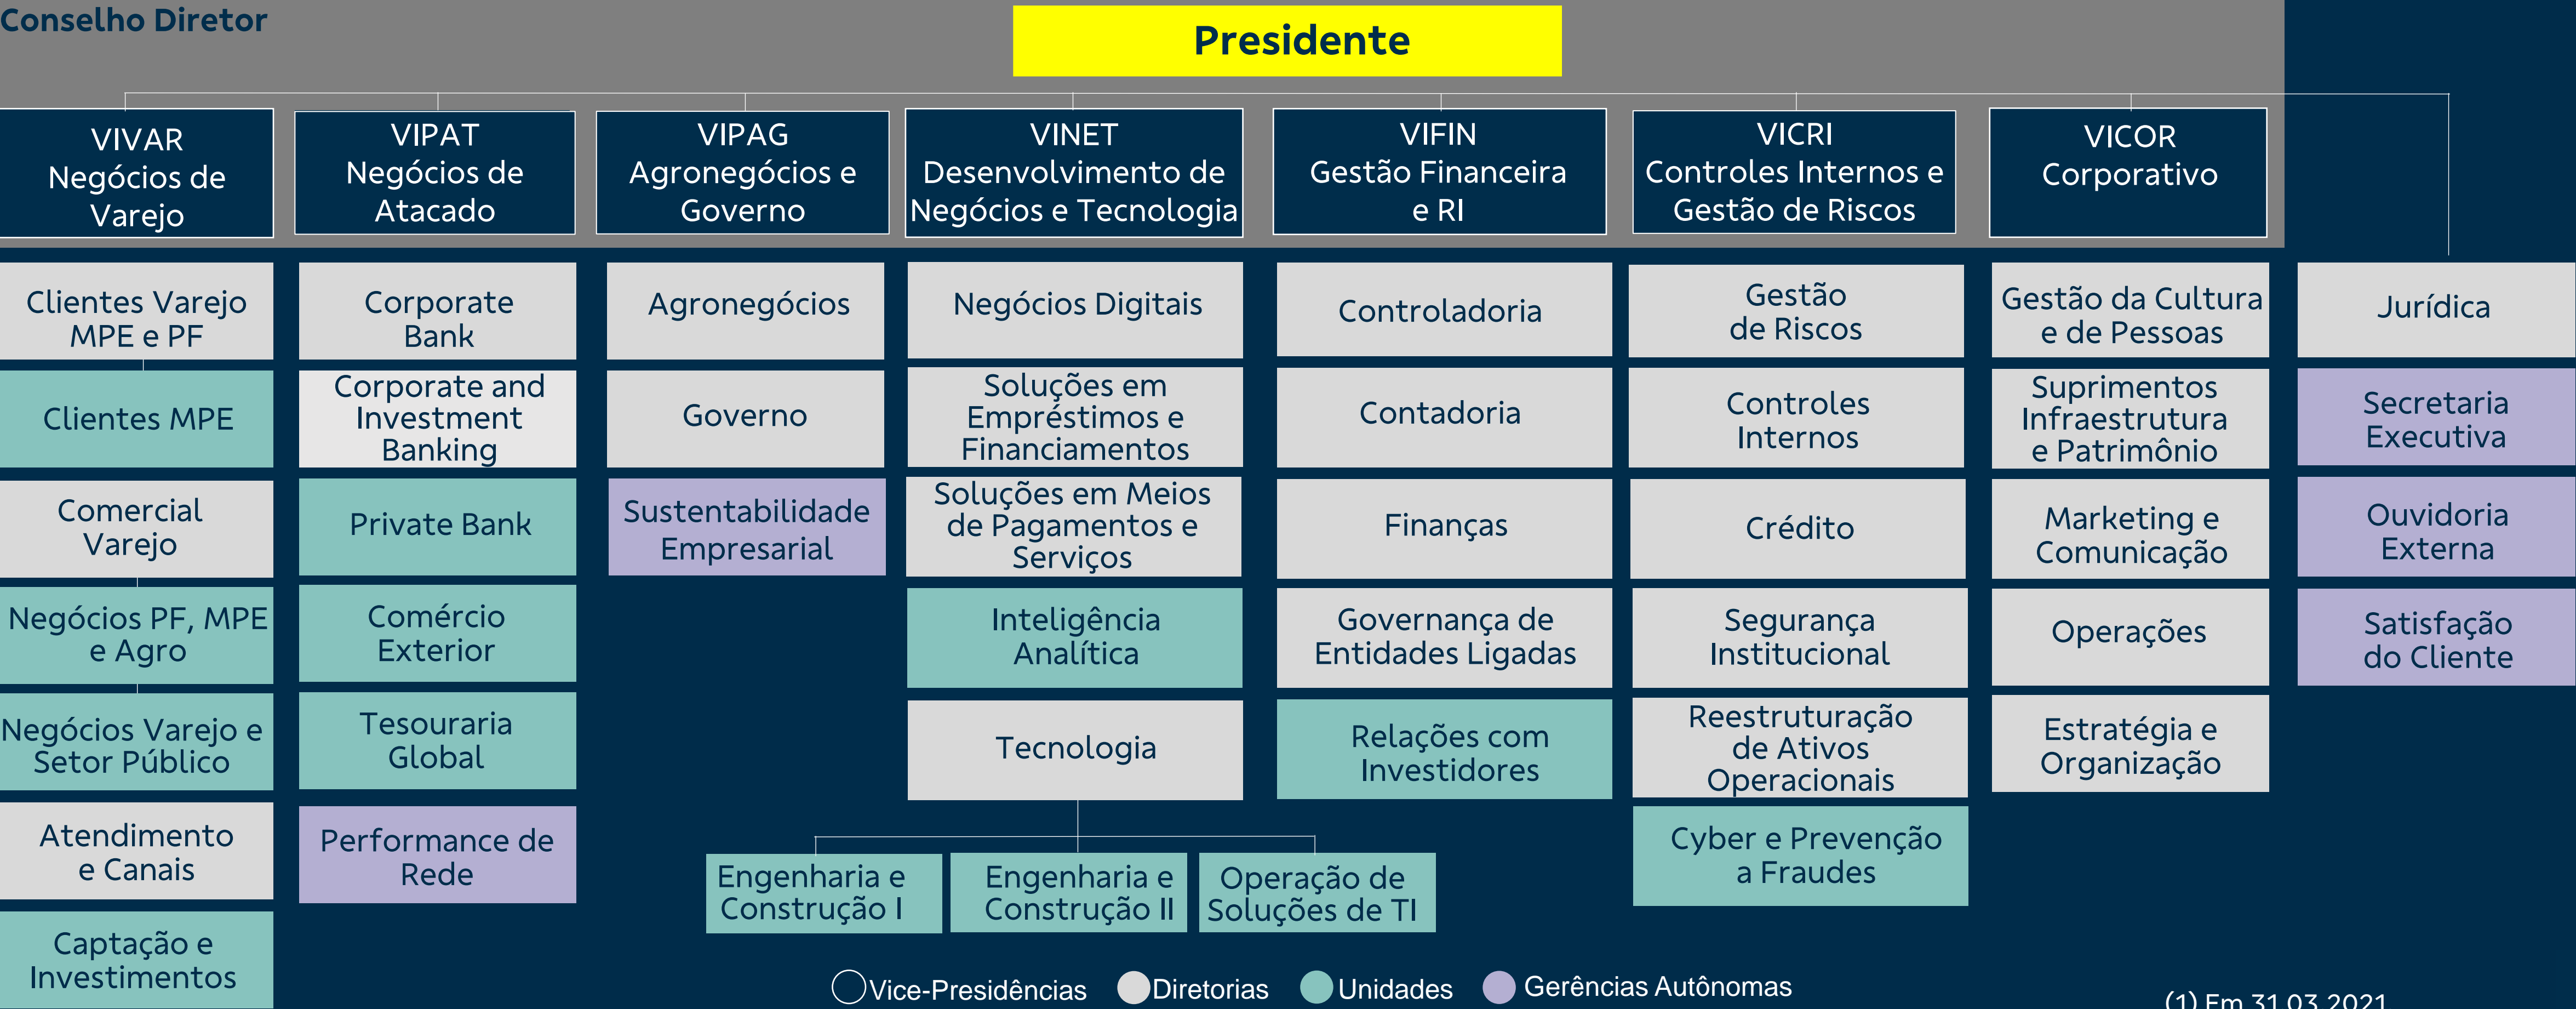 Conselho Diretor
Presidente
VIVAR
Negócios de
Varejo
VIPAT
Negócios de
Atacado
VIPAG
Agronegócios e
Governo
VINET
Desenvolvimento de
Negócios e Tecnologia
VIFIN
Gestão Financeira
e RI
VICRI
Controles Internos e
Gestão de Riscos
VICOR
Corporativo
Clientes Varejo
MPE e PF
Clientes MPE
Comercial
Varejo
Negócios PF, MPE
e Agro
Negócios Varejo e
Setor Público
Atendimento
e Canais
Captação e
Investimentos
Corporate
Bank
Corporate and
Investment
Banking
Private Bank
Comércio
Exterior
Tesouraria
Global
Performance de
Rede
Agronegócios
Governo
Sustentabilidade
Empresarial
Negócios Digitais
Soluções em
Empréstimos e
Financiamentos
Soluções em Meios
de Pagamentos e
Serviços
Inteligência
Analítica
Tecnologia
Engenharia e
Construção I
Engenharia e
Construção II
Operação de
Soluções de TI
Controladoria
Contadoria
Finanças
Governança de
Entidades Ligadas
Relações com
Investidores
Gestão
de Riscos
Controles
Internos
Crédito
Segurança
Institucional
Reestruturação
de Ativos
Operacionais
Cyber e Prevenção
a Fraudes
Gestão da Cultura
e de Pessoas
Suprimentos
Infraestrutura
e Patrimônio
Marketing e
Comunicação
Operações
Estratégia e
Organização
Jurídica
Secretaria
Executiva
Ouvidoria
Externa
Satisfação
do Cliente
Vice-Presidências
Diretorias
Unidades
Gerências Autônomas
(1) Em 31.03.2021